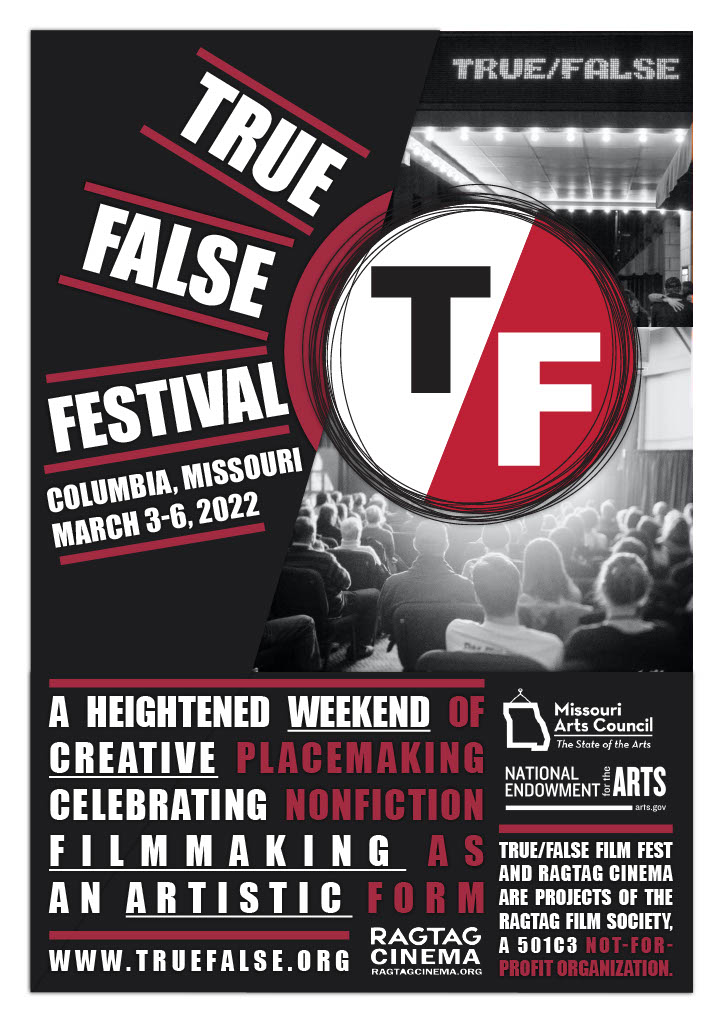 TRUE/FALSE
TRUE
FALSE
FESTIVAL
COLUMBIA, MISSOURI
MARCH 3-6, 2022
T
F
A HEIGHTENED WEEKEND OF
CREATIVE PLACEMAKING
CELEBRATING NONFICTION
FILMMAKING AS
AN ARTISTIC FORM
WWW.TRUEFALSE.ORG
RAGTAG
CINEMA
RAGTAGCINEMA.ORG
Missouri
Arts Council
The State of the Arts
NATIONAL
ENDOWMENT for the ARTS
arts.gov
TRUE/FALSE FILM FEST
AND RAGTAG CINEMA
ARE PROJECTS OF THE
RAGTAG FILM SOCIETY,
A 501C3 NOT-FOR-
PROFIT ORGANIZATION.